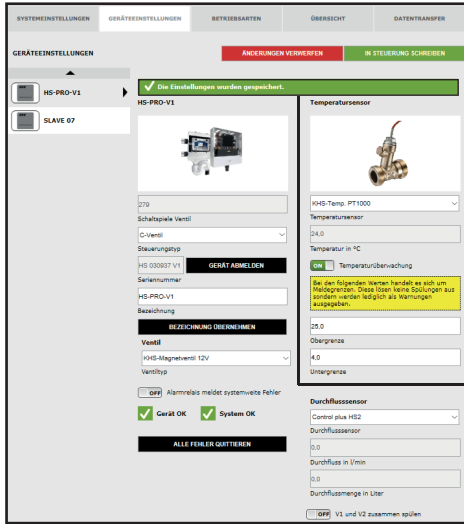 SYSTEMEINSTELLUNGEN
GERÄTEEINSTELLUNGEN
BETRIEBSARTEN
ÜBERSICHT
DATENTRANSFER
GERÄTEEINSTELLUNGEN
ÄNDERUNGEN VERWERFEN
IN STEUERUNG SCHREIBEN
HS-PRO-V1
SLAVE 07
Die Einstellungen wurden gespeichert.
HS-PRO-V1
279
Schaltspiele Ventil
C-Ventil
Steuerungstyp
HS 030937 V1
GERÄT ABMELDEN
Seriennummer
HS-PRO-V1
Bezeichnung
BEZEICHNUNG ÜBERNEHMEN
Ventil
KHS-Magnetventil 12V
Ventiltyp
OFF Alarmrelais meldet systemweite Fehler
Gerät OK
System OK
ALLE FEHLER QUITTIEREN
Temperatursensor
KHS-Temp. PT1000
Temperatursensor
24,0
Temperatur in °C
ON Temperaturüberwachung
Bei den folgenden Werten handelt es sich um
Meldegrenzen. Diese lösen keine Spülungen aus
sondern werden lediglich als Warnungen
ausgegeben.
25,0
Obergrenze
4,0
Untergrenze
Durchflusssensor
Control plus HS2
Durchflusssensor
0,0
Durchfluss in l/min
0,0
Durchflussmenge in Liter
OFF V1 und V2 zusammen spülen